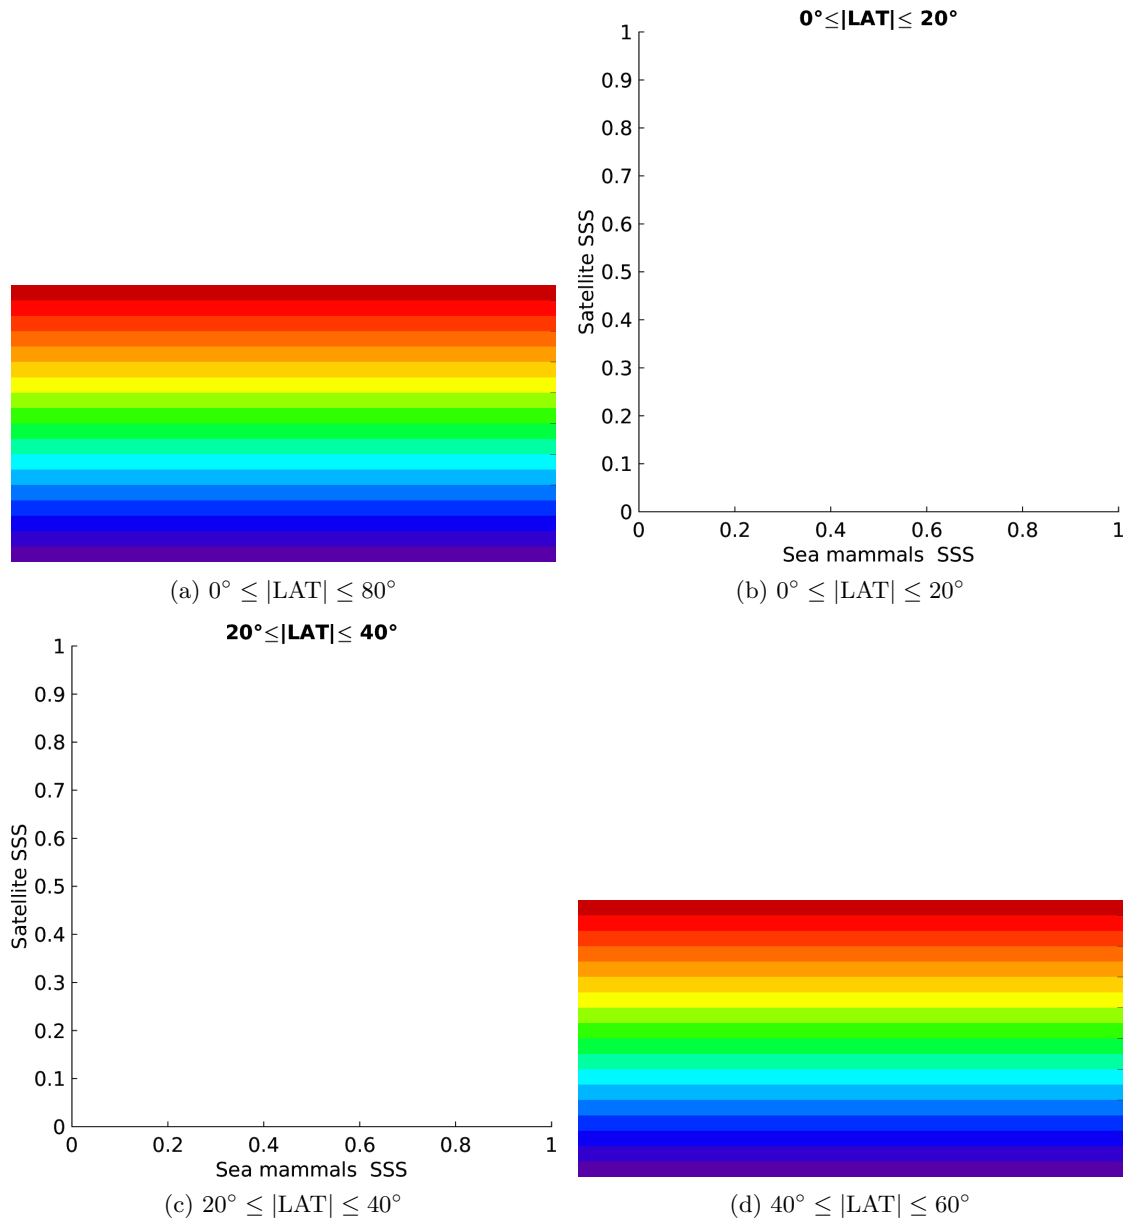 0°≤|LAT|≤ 20°
1
0.9
0.8
0.7
0.6
0.5
0.4
0.3
0.2
0.1
0
Satellite SSS
0 0.2 0.4 0.6 0.8 1
Sea mammals SSS
(a) 0° ≤ |LAT| ≤ 80°
(b) 0° ≤ |LAT| ≤ 20°
20°≤|LAT|≤ 40°
1
0.9
0.8
0.7
0.6
0.5
0.4
0.3
0.2
0.1
0
Satellite SSS
0 0.2 0.4 0.6 0.8 1
Sea mammals SSS
(c) 20° ≤ |LAT| ≤ 40°
(d) 40° ≤ |LAT| ≤ 60°